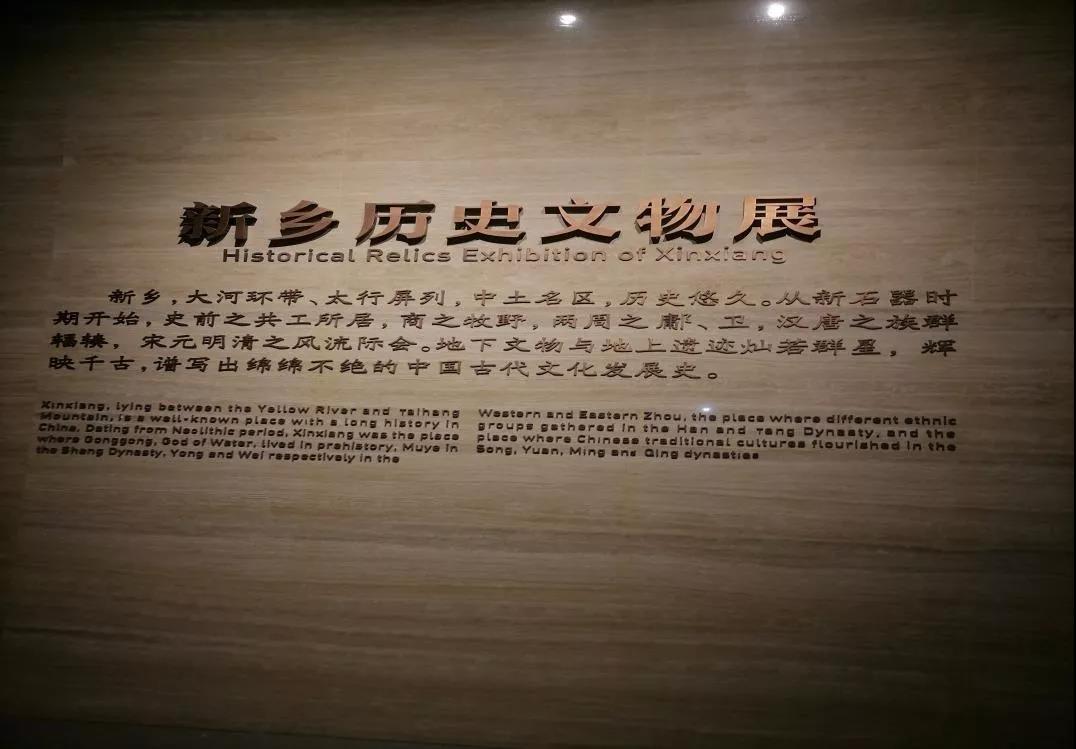 新乡历史文物展
Historical Relics Exhibition of Xinxiang
新乡，大河环带、太行屏列，中土名区，历史悠久。从新石器时
期开始，史前之共工所居，商之牧野，两周之鄘、卫，汉唐之族群
辐辏，宋元明清之风流际会。地下文物与地上遗迹灿若群星，辉
映千古，谱写出绵绵不绝的中国古代文化发展史。
Xinxiang, lying between the Yellow River and Taihang
Mountain, is a well-known place with a long history in
China. Dating from Neolithic period, Xinxiang was the place
where Gonggong, God of Water, lived in prehistory, Muye in
the Shang Dynasty, Yong and Wei respectively in the
Western and Eastern Zhou, the place where different ethnic
groups gathered in the Han and Tang Dynasty, and the
place where Chinese traditional cultures flourished in the
Song, Yuan, Ming and Qing dynasties